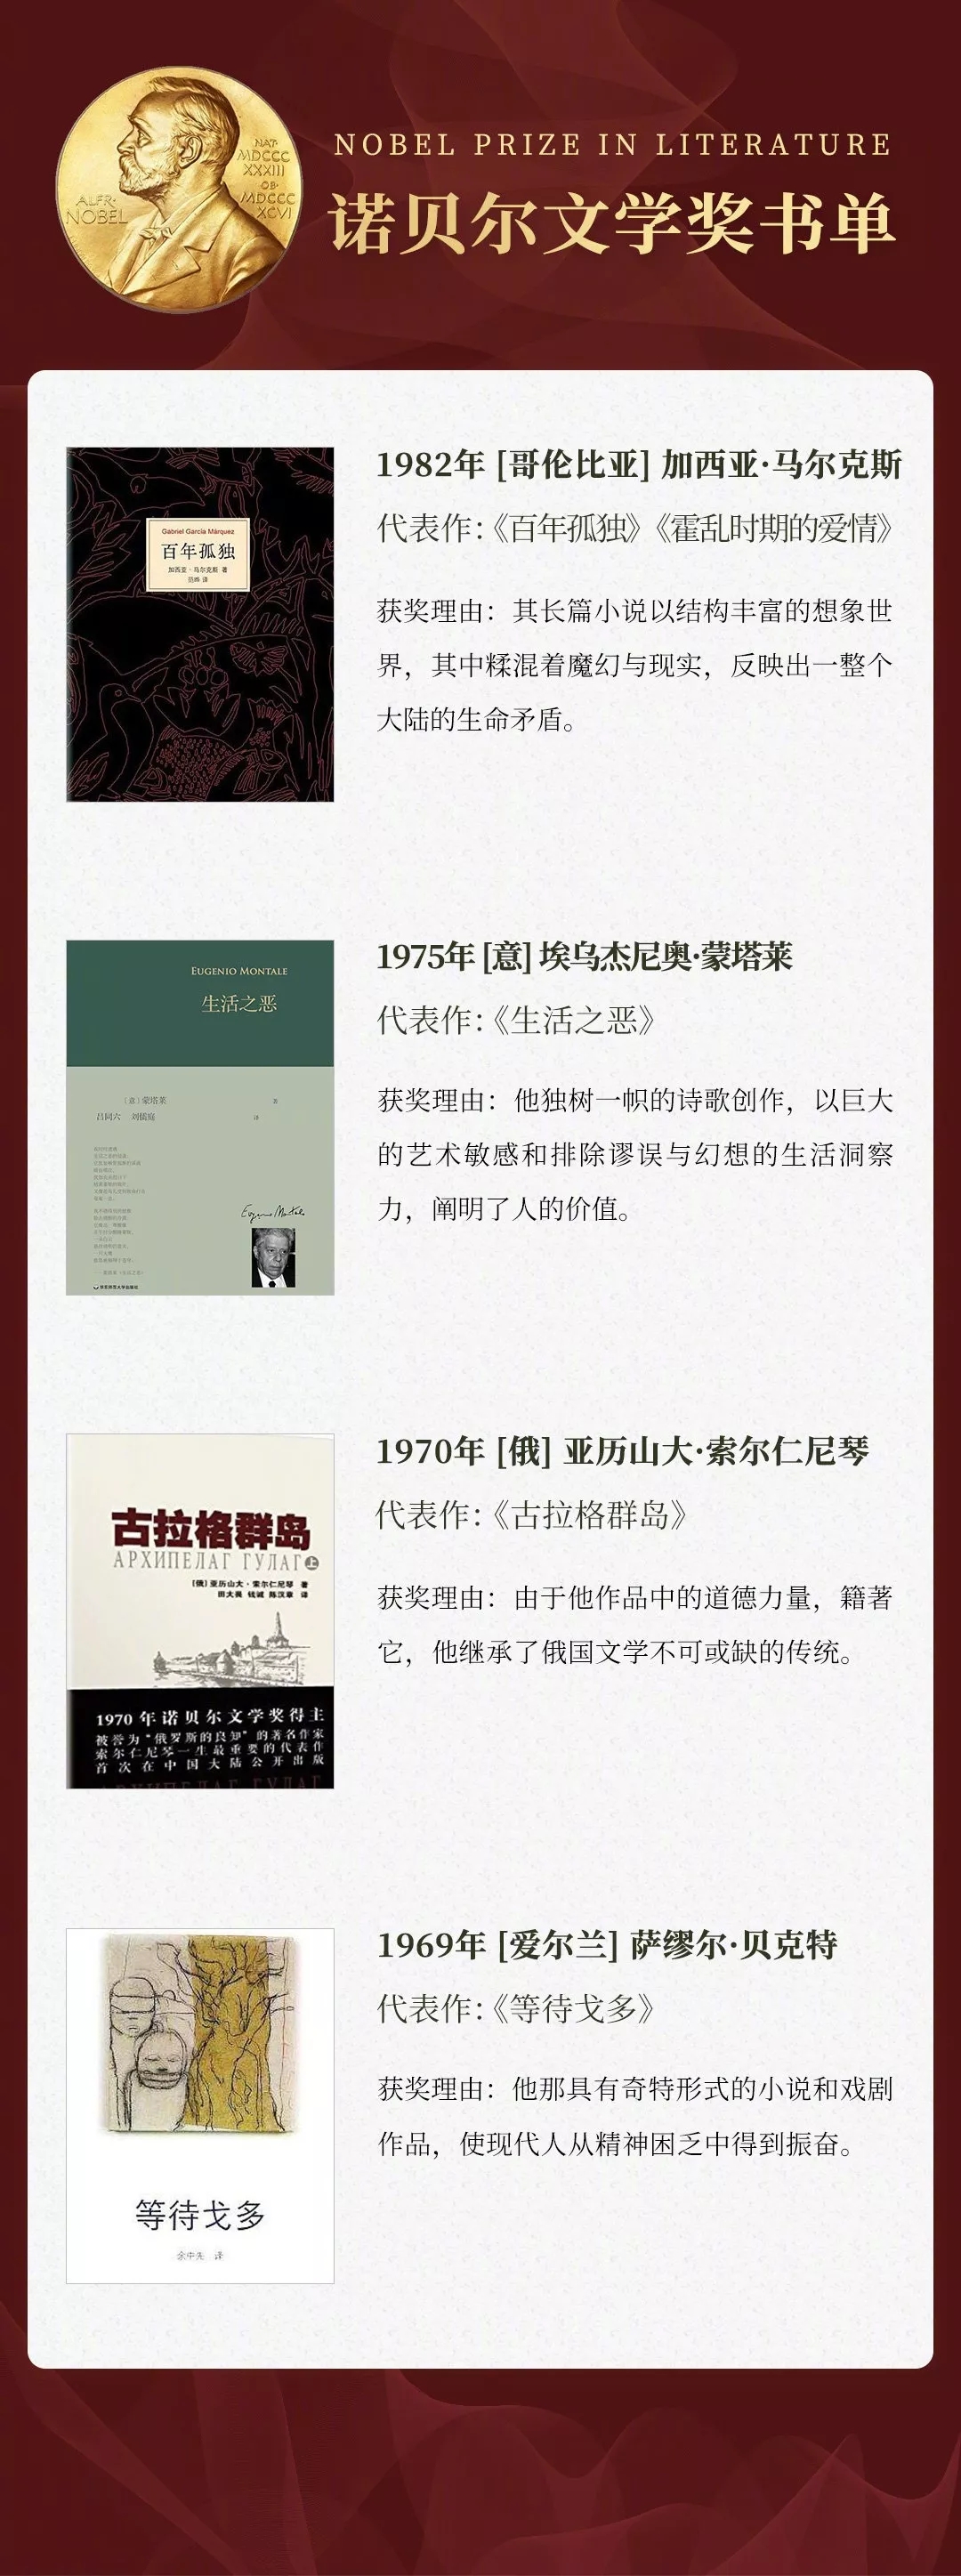 ALFR·
NOBEL
NAT·
MDCCC
XXXIII
OB·
MDCCC
XCVI
NOBEL PRIZE IN LITERATURE
诺贝尔文学奖书单
Gabriel García Márquez
百年孤独
加西亚·马尔克斯 著
范晔 译
1982年 [哥伦比亚] 加西亚·马尔克斯
代表作:《百年孤独》《霍乱时期的爱情》
获奖理由：其长篇小说以结构丰富的想象世
界，其中糅混着魔幻与现实，反映出一整个
大陆的生命矛盾。
EUGENIO MONTALE
生活之恶
［意］蒙塔莱 著
吕同六 刘儒庭 译
Eugenio Montale
华东师范大学出版社
1975年 [意] 埃乌杰尼奥·蒙塔莱
代表作:《生活之恶》
获奖理由：他独树一帜的诗歌创作，以巨大
的艺术敏感和排除谬误与幻想的生活洞察
力，阐明了人的价值。
古拉格群岛
АРХИПЕЛАГ ГУЛАГ 上
[俄] 亚历山大·索尔仁尼琴 著
田大畏 钱诚 陈汉章 译
1970年诺贝尔文学奖得主
被誉为“俄罗斯的良知”的著名作家
索尔仁尼琴一生最重要的代表作
首次在中国大陆公开出版
АРХИПЕЛАГ ГУЛАГ
1970年 [俄] 亚历山大·索尔仁尼琴
代表作:《古拉格群岛》
获奖理由：由于他作品中的道德力量，籍著
它，他继承了俄国文学不可或缺的传统。
等待戈多
余中先 译
1969年 [爱尔兰] 萨缪尔·贝克特
代表作:《等待戈多》
获奖理由：他那具有奇特形式的小说和戏剧
作品，使现代人从精神困乏中得到振奋。